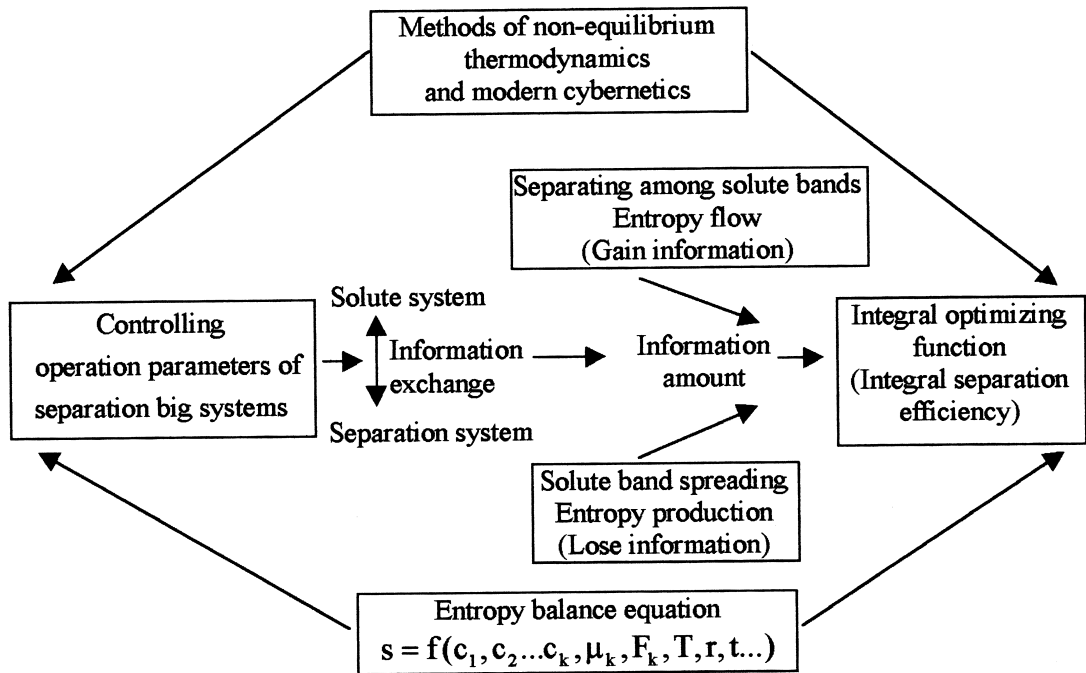 Methods of non-equilibrium
thermodynamics
and modern cybernetics
Separating among solute bands
Entropy flow
(Gain information)
Controlling
operation parameters of
separation big systems
Solute system
Information
exchange
Separation system
Information
amount
Integral optimizing
function
(Integral separation
efficiency)
Solute band spreading
Entropy production
(Lose information)
Entropy balance equation
s = f(c₁,c₂...cₖ,μₖ,Fₖ,T,r,t...)